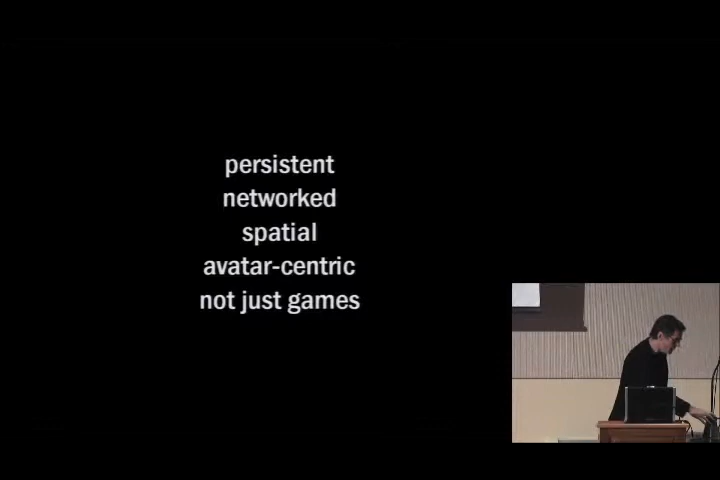 persistent
networked
spatial
avatar-centric
not just games